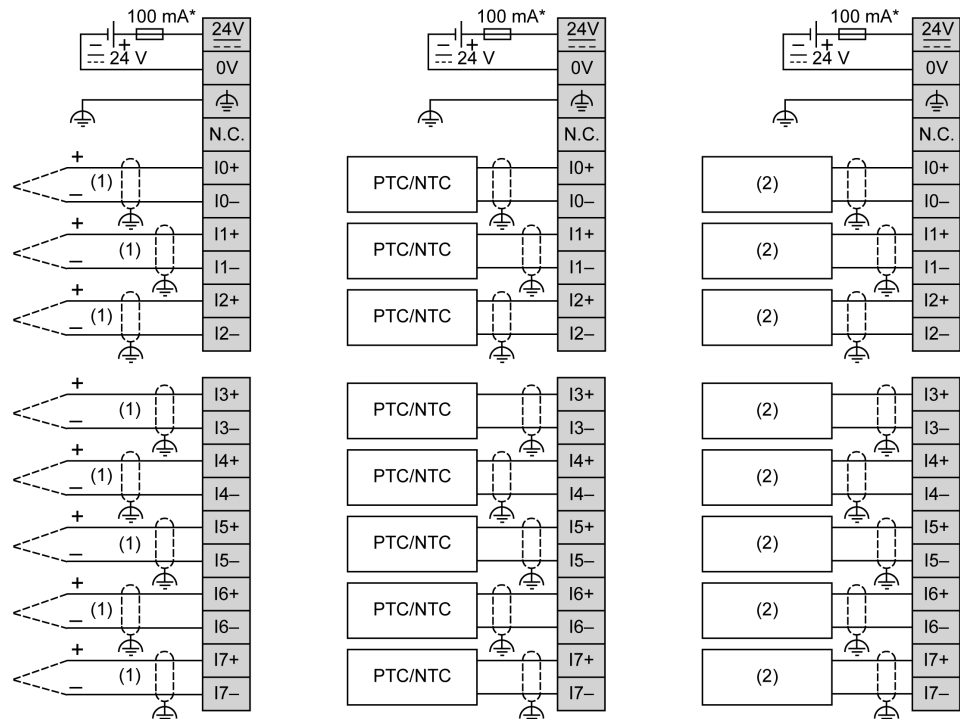 100 mA* 24V 100 mA* 24V 100 mA* 24V
– + – + – +
24 V 0V 24 V 0V 24 V 0V
N.C. N.C. N.C.
+ I0+ I0+ I0+
(1) PTC/NTC (2)
– I0– I0– I0–
+ I1+ I1+ I1+
(1) PTC/NTC (2)
– I1– I1– I1–
+ I2+ I2+ I2+
(1) PTC/NTC (2)
– I2– I2– I2–
+ I3+ I3+ I3+
(1) PTC/NTC (2)
– I3– I3– I3–
+ I4+ I4+ I4+
(1) PTC/NTC (2)
– I4– I4– I4–
+ I5+ I5+ I5+
(1) PTC/NTC (2)
– I5– I5– I5–
+ I6+ I6+ I6+
(1) PTC/NTC (2)
– I6– I6– I6–
+ I7+ I7+ I7+
(1) PTC/NTC (2)
– I7– I7– I7–